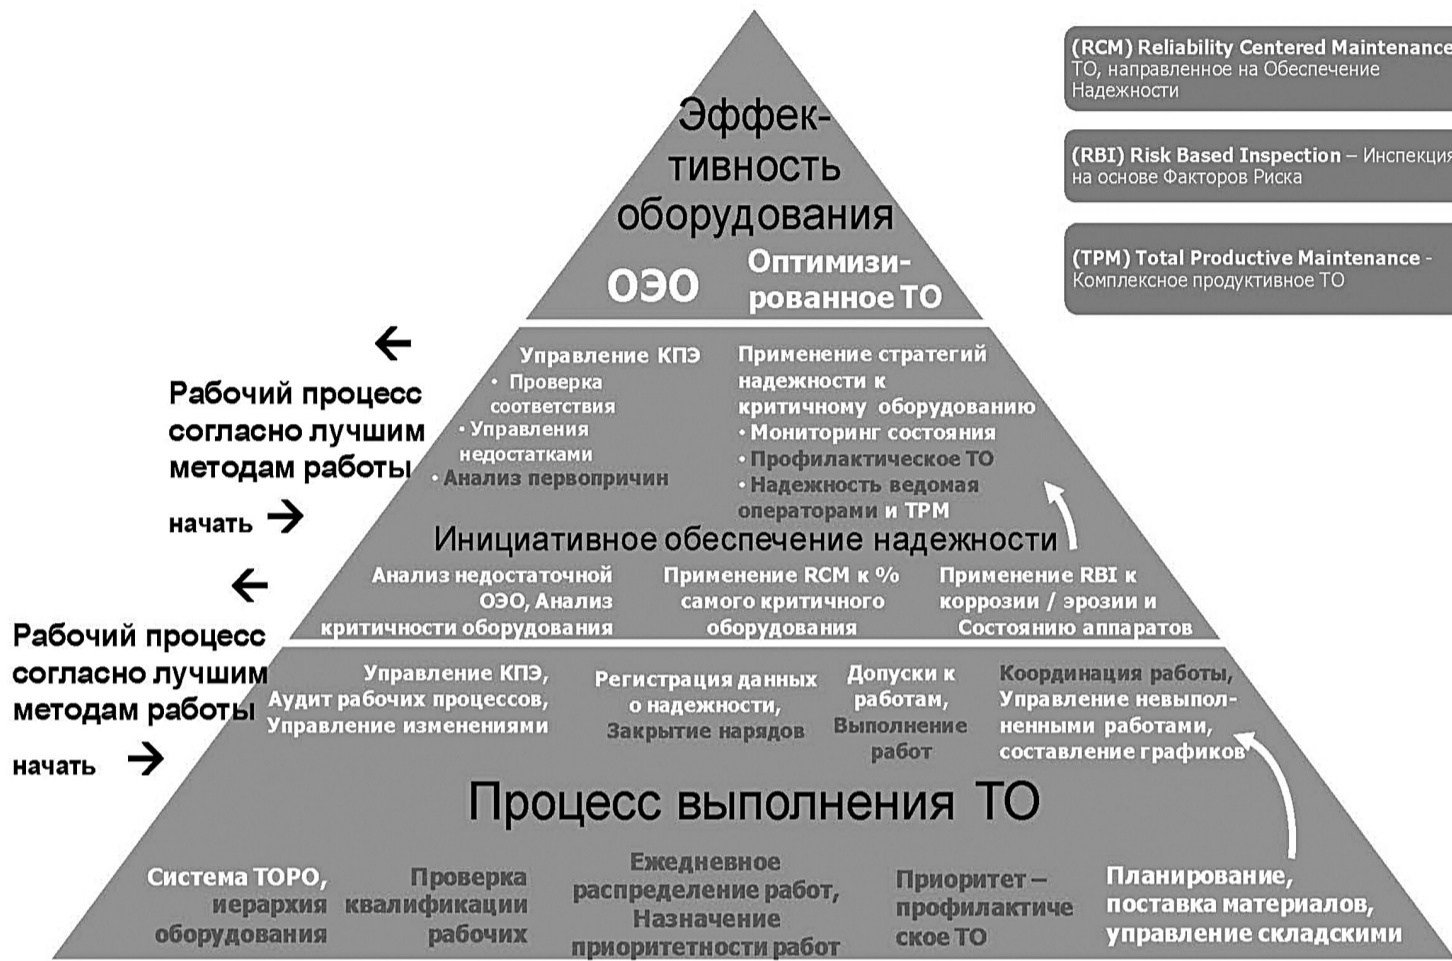 Эффек-
тивность
оборудования
ОЭО
Оптимизи-
рованное ТО
(RCM) Reliability Centered Maintenance
ТО, направленное на Обеспечение
Надежности
(RBI) Risk Based Inspection – Инспекция
на основе Факторов Риска
(TPM) Total Productive Maintenance -
Комплексное продуктивное ТО
Рабочий процесс
согласно лучшим
методам работы
начать
Управление КПЭ
• Проверка
соответствия
• Управления
недостатками
• Анализ первопричин
Применение стратегий
надежности к
критичному оборудованию
• Мониторинг состояния
• Профилактическое ТО
• Надежность ведомая
операторами и ТРМ
Инициативное обеспечение надежности
Анализ недостаточной
ОЭО, Анализ
критичности оборудования
Применение RCM к %
самого критичного
оборудования
Применение RBI к
коррозии / эрозии и
Состоянию аппаратов
Рабочий процесс
согласно лучшим
методам работы
начать
Управление КПЭ,
Аудит рабочих процессов,
Управление изменениями
Регистрация данных
о надежности,
Закрытие нарядов
Допуски к
работам,
Выполнение
работ
Координация работы,
Управление невыпол-
ненными работами,
составление графиков
Процесс выполнения ТО
Система ТОРО,
иерархия
оборудования
Проверка
квалификации
рабочих
Ежедневное
распределение работ,
Назначение
приоритетности работ
Приоритет –
профилактиче
ское ТО
Планирование,
поставка материалов,
управление складскими